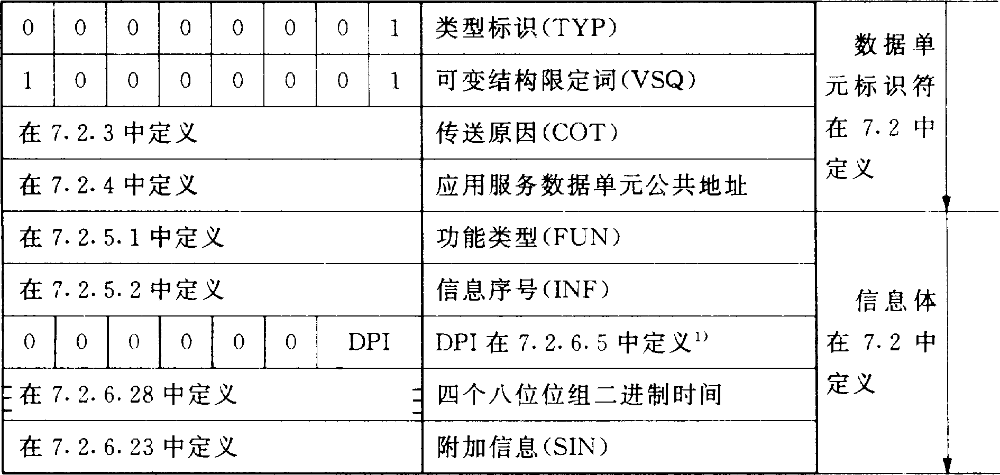 0 0 0 0 0 0 0 1 类型标识(TYP)
1 0 0 0 0 0 0 1 可变结构限定词(VSQ)
在 7.2.3 中定义 传送原因(COT)
在 7.2.4 中定义 应用服务数据单元公共地址
数据单
元标识符
在 7.2 中
定义
在 7.2.5.1 中定义 功能类型(FUN)
在 7.2.5.2 中定义 信息序号(INF)
0 0 0 0 0 0 DPI DPI 在 7.2.6.5 中定义1)
在 7.2.6.28 中定义 四个八位位组二进制时间
在 7.2.6.23 中定义 附加信息(SIN)
信息体
在 7.2 中
定义